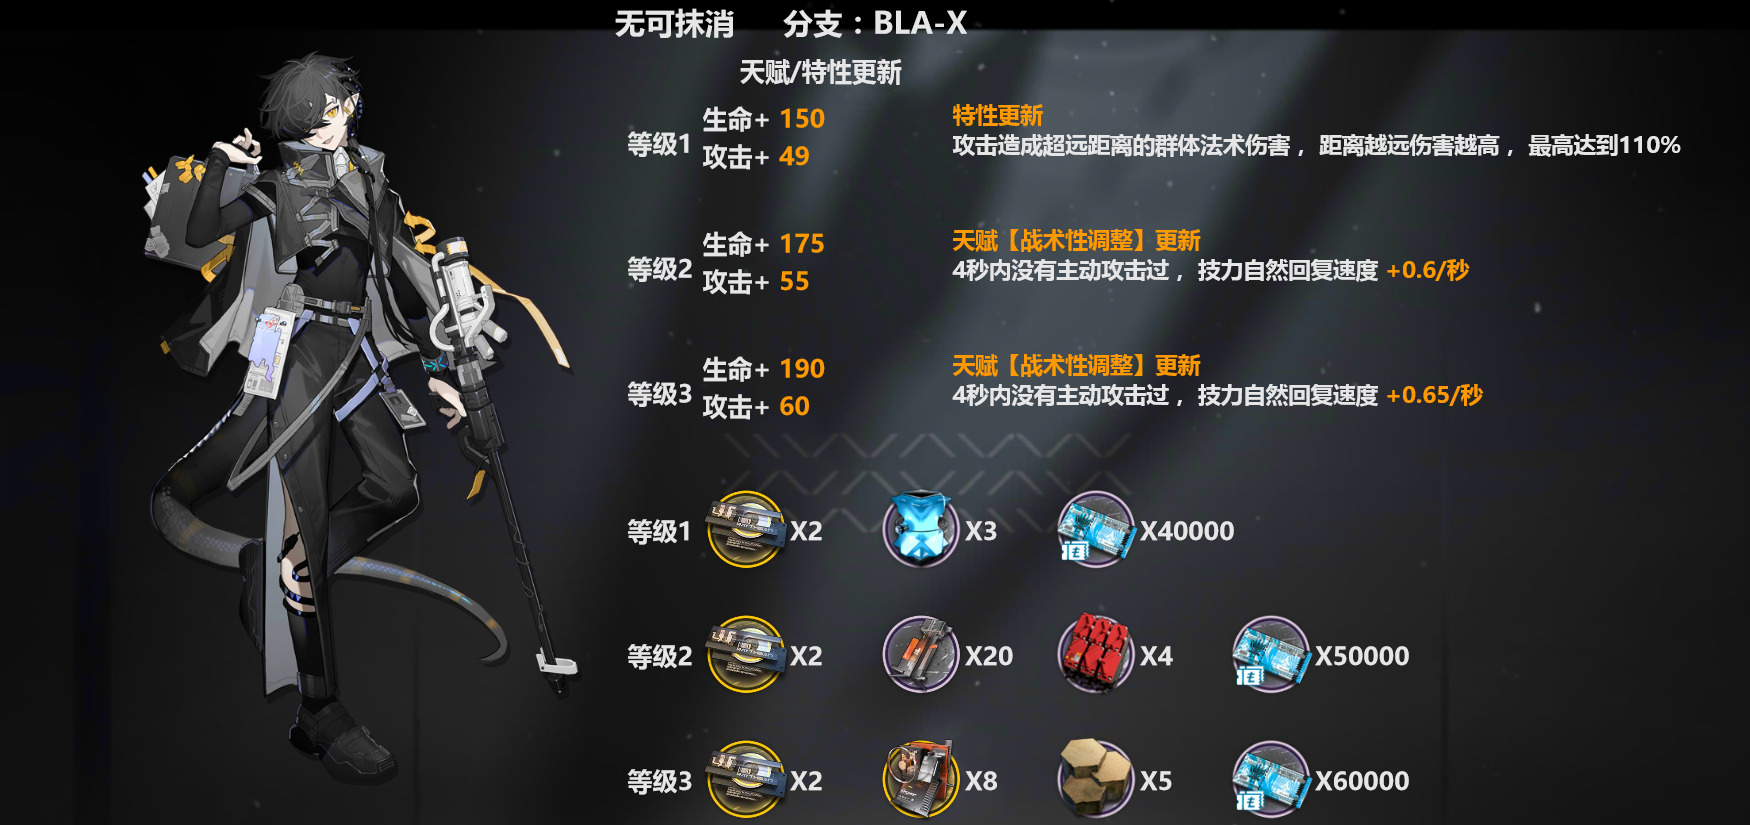 无可抹消 分支：BLA-X
天赋/特性更新
等级1 生命+ 150
攻击+ 49
特性更新
攻击造成超远距离的群体法术伤害，距离越远伤害越高，最高达到110%
等级2 生命+ 175
攻击+ 55
天赋【战术性调整】更新
4秒内没有主动攻击过，技力自然回复速度 +0.6/秒
等级3 生命+ 190
攻击+ 60
天赋【战术性调整】更新
4秒内没有主动攻击过，技力自然回复速度 +0.65/秒
等级1 X2 X3 X40000
等级2 X2 X20 X4 X50000
等级3 X2 X8 X5 X60000